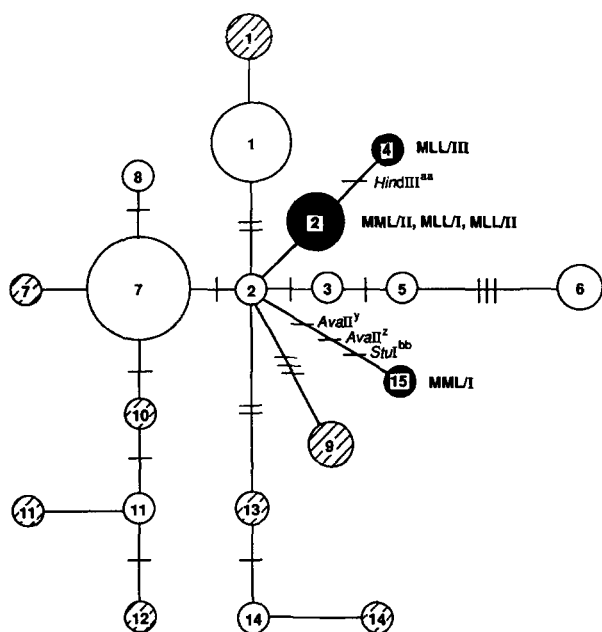 1
1
4 MLL/III
8
HindIII^aa
2 MML/II, MLL/I, MLL/II
7 7 2 3 5 6
AvaII^y
AvaII^z
StuI^bb
15 MML/I
10
9
11 11 13
12 14 14